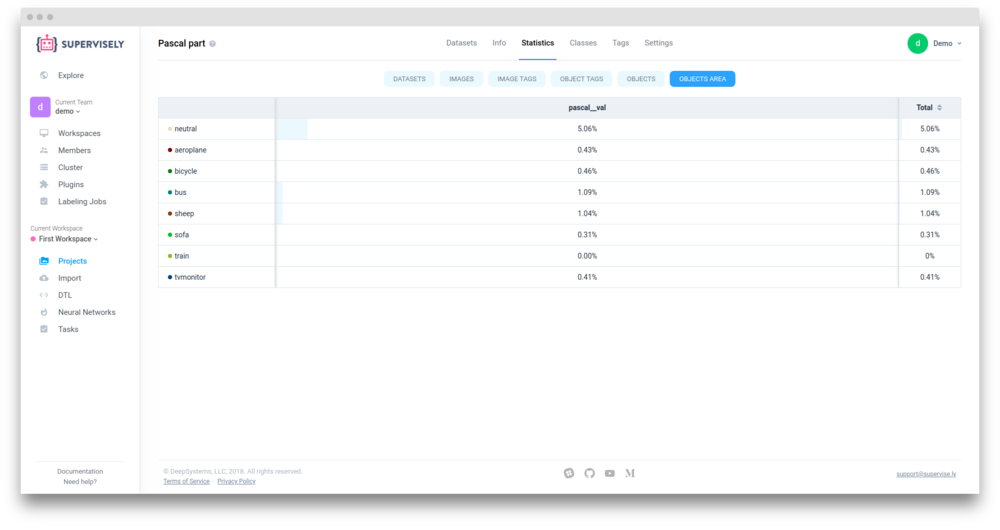 SUPERVISELY
Pascal part ?
Datasets Info Statistics Classes Tags Settings
d Demo
Explore
d Current Team
demo
Workspaces
Members
Cluster
Plugins
Labeling Jobs
Current Workspace
First Workspace
Projects
Import
DTL
Neural Networks
Tasks
Documentation
Need help?
DATASETS IMAGES IMAGE TAGS OBJECT TAGS OBJECTS OBJECTS AREA
pascal__val Total
neutral 5.06% 5.06%
aeroplane 0.43% 0.43%
bicycle 0.46% 0.46%
bus 1.09% 1.09%
sheep 1.04% 1.04%
sofa 0.31% 0.31%
train 0.00% 0%
tvmonitor 0.41% 0.41%
© DeepSystems, LLC, 2018. All rights reserved.
Terms of Service · Privacy Policy
support@supervise.ly